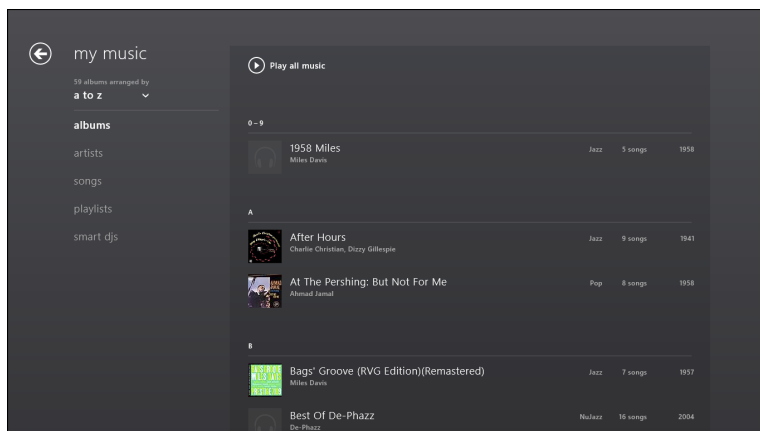 my music
59 albums arranged by
a to z
albums
artists
songs
playlists
smart djs
Play all music
0 – 9
1958 Miles Jazz 5 songs 1958
Miles Davis
A
After Hours Jazz 9 songs 1941
Charlie Christian, Dizzy Gillespie
At The Pershing: But Not For Me Pop 8 songs 1958
Ahmad Jamal
B
Bags' Groove (RVG Edition)(Remastered) Jazz 7 songs 1957
Miles Davis
Best Of De-Phazz NuJazz 16 songs 2004
De-Phazz